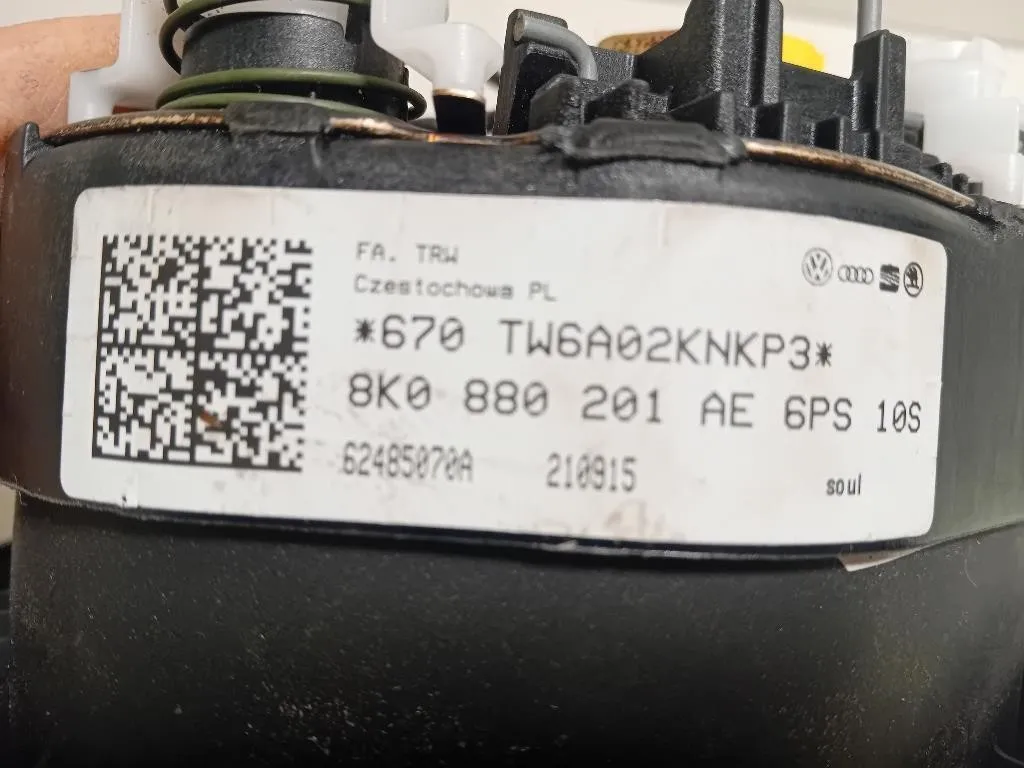 FA. TRW
Czestochowa PL
*670 TW6A02KNKP3*
8K0 880 201 AE 6PS 10S
62485070A 210915
soul